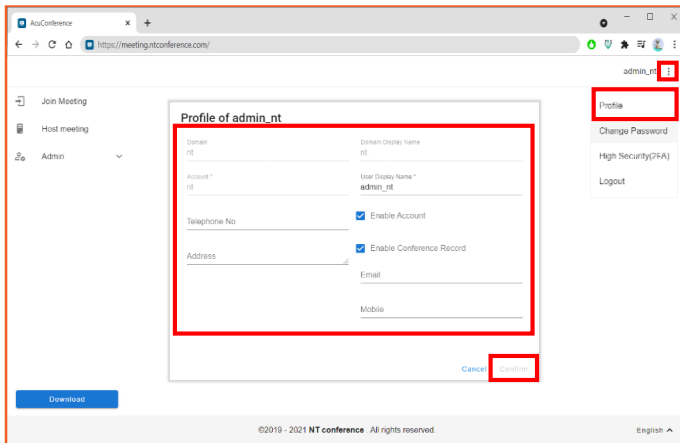 AcuConference
https://meeting.ntconference.com/
admin_nt
Join Meeting
Host meeting
Admin
Profile
Change Password
High Security(2FA)
Logout
Profile of admin_nt
Domain
nt
Domain Display Name
nt
Account *
nt
User Display Name *
admin_nt
Telephone No
Enable Account
Address
Enable Conference Record
Email
Mobile
Cancel
Confirm
Download
©2019 - 2021 NT conference . All rights reserved.
English